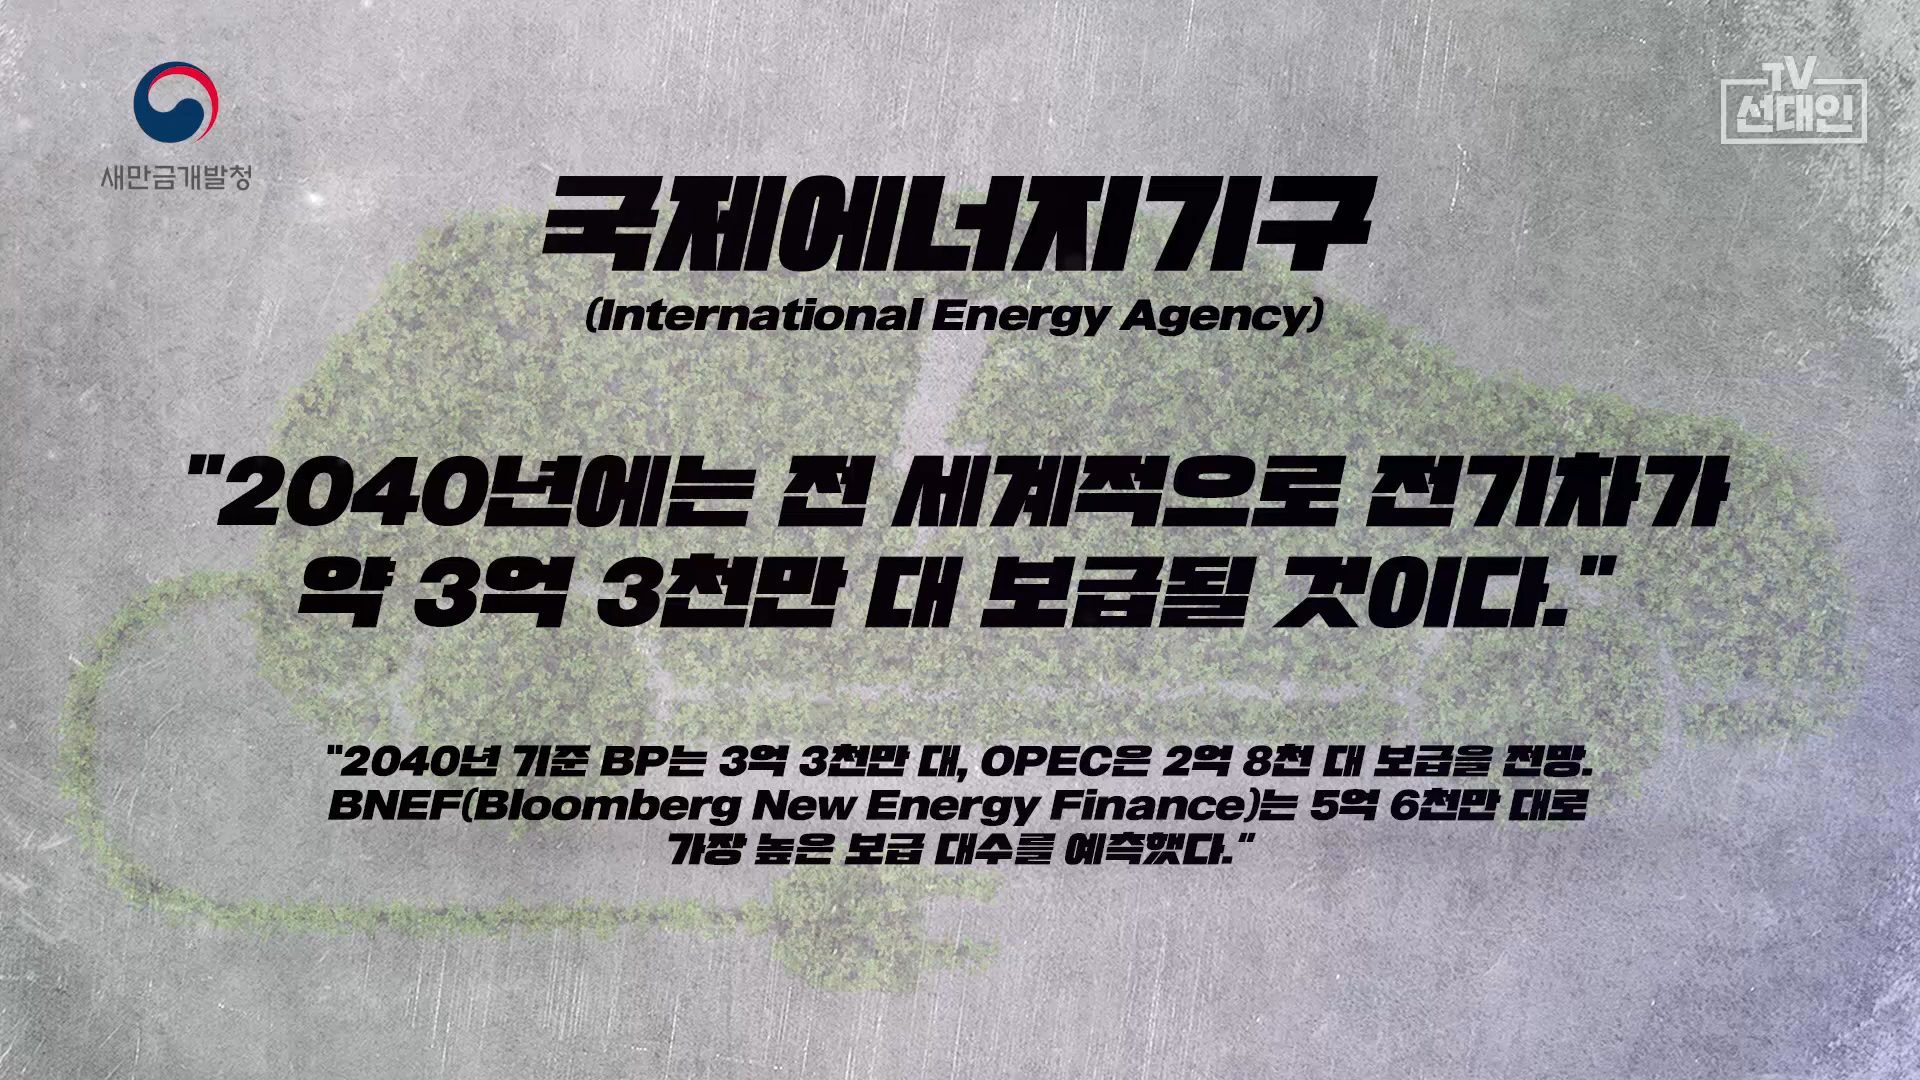 새만금개발청
TV
선대인
국제에너지기구
(International Energy Agency)
"2040년에는 전 세계적으로 전기차가
약 3억 3천만 대 보급될 것이다."
"2040년 기준 BP는 3억 3천만 대, OPEC은 2억 8천 대 보급을 전망.
BNEF(Bloomberg New Energy Finance)는 5억 6천만 대로
가장 높은 보급 대수를 예측했다."